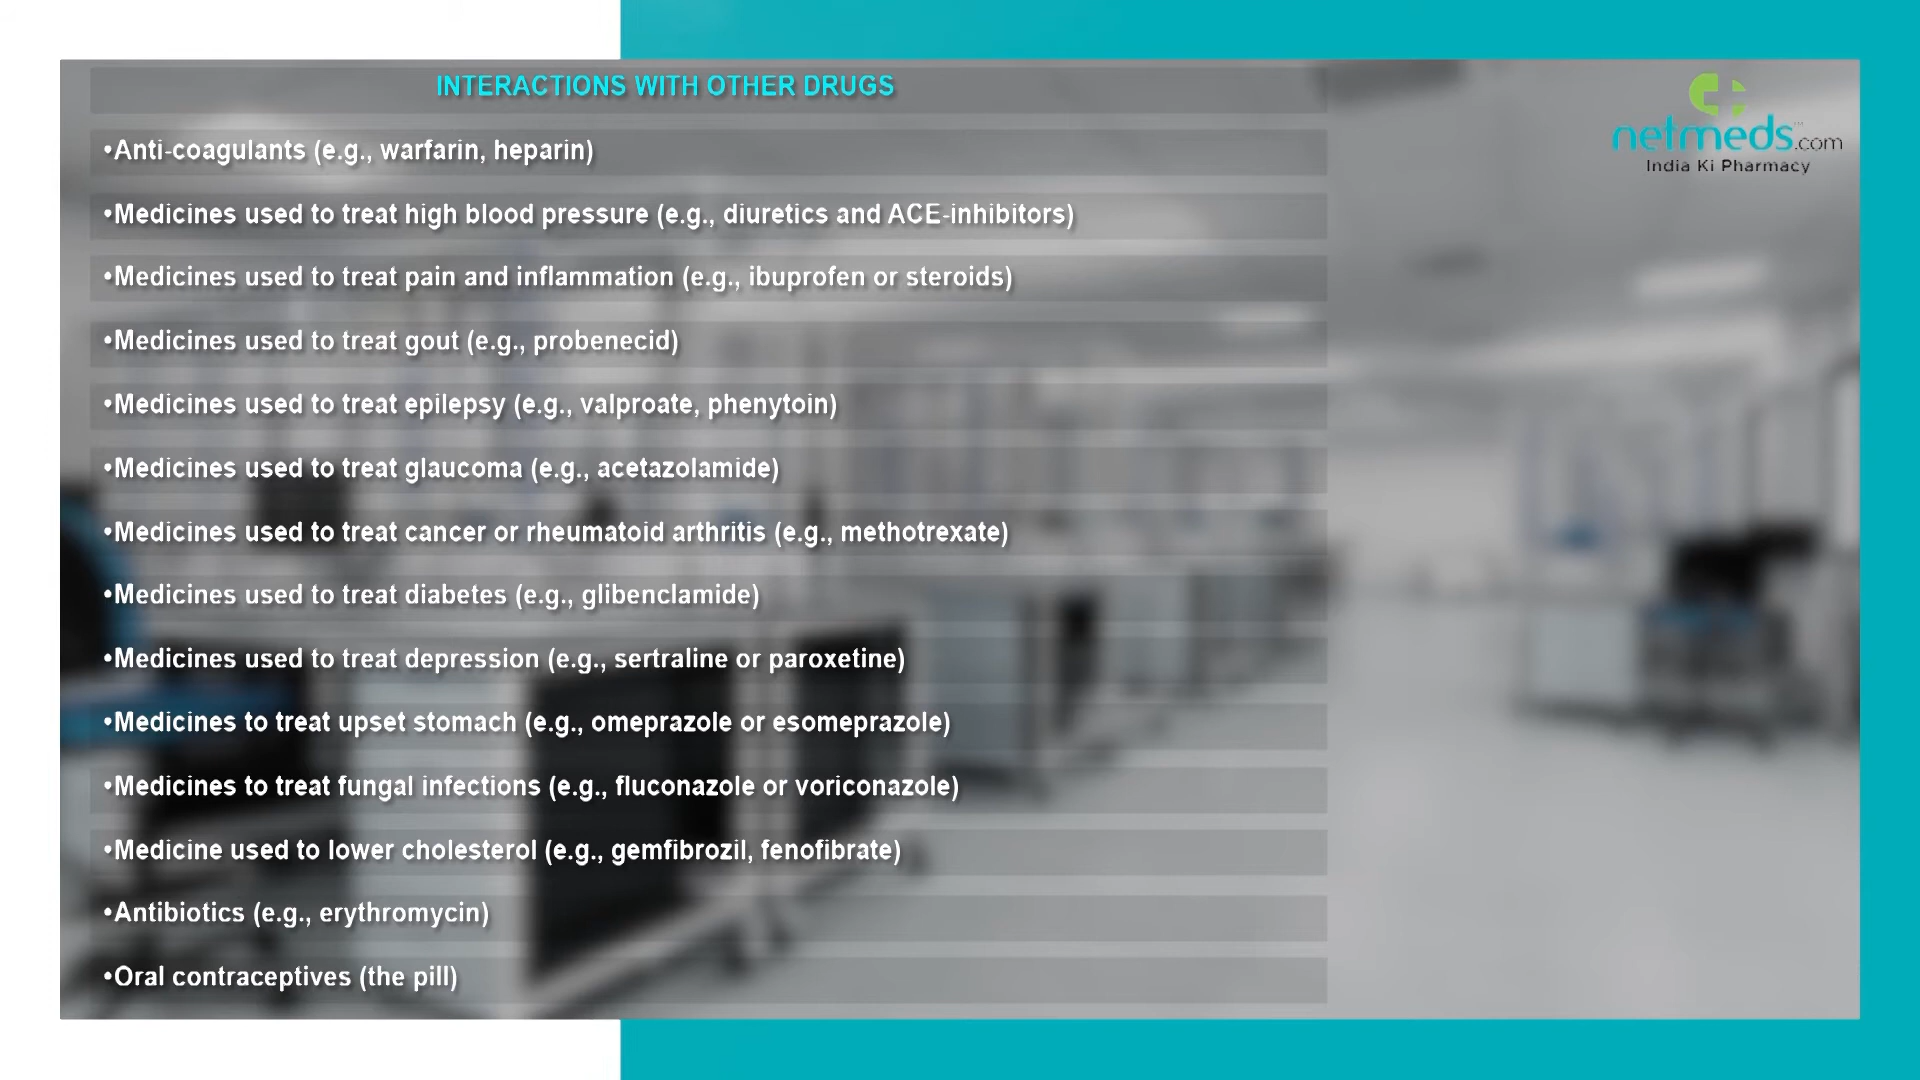 INTERACTIONS WITH OTHER DRUGS
netmeds.com™
India Ki Pharmacy
•Anti-coagulants (e.g., warfarin, heparin)
•Medicines used to treat high blood pressure (e.g., diuretics and ACE-inhibitors)
•Medicines used to treat pain and inflammation (e.g., ibuprofen or steroids)
•Medicines used to treat gout (e.g., probenecid)
•Medicines used to treat epilepsy (e.g., valproate, phenytoin)
•Medicines used to treat glaucoma (e.g., acetazolamide)
•Medicines used to treat cancer or rheumatoid arthritis (e.g., methotrexate)
•Medicines used to treat diabetes (e.g., glibenclamide)
•Medicines used to treat depression (e.g., sertraline or paroxetine)
•Medicines to treat upset stomach (e.g., omeprazole or esomeprazole)
•Medicines to treat fungal infections (e.g., fluconazole or voriconazole)
•Medicine used to lower cholesterol (e.g., gemfibrozil, fenofibrate)
•Antibiotics (e.g., erythromycin)
•Oral contraceptives (the pill)